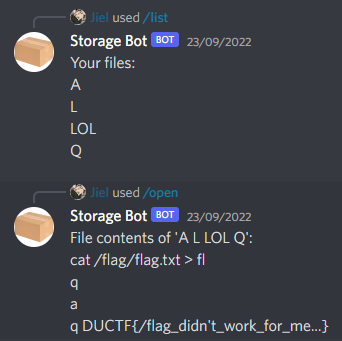 Jiel used /list
Storage Bot BOT 23/09/2022
Your files:
A
L
LOL
Q
Jiel used /open
Storage Bot BOT 23/09/2022
File contents of 'A L LOL Q':
cat /flag/flag.txt > fl
q
a
q DUCTF{/flag_didn't_work_for_me...}